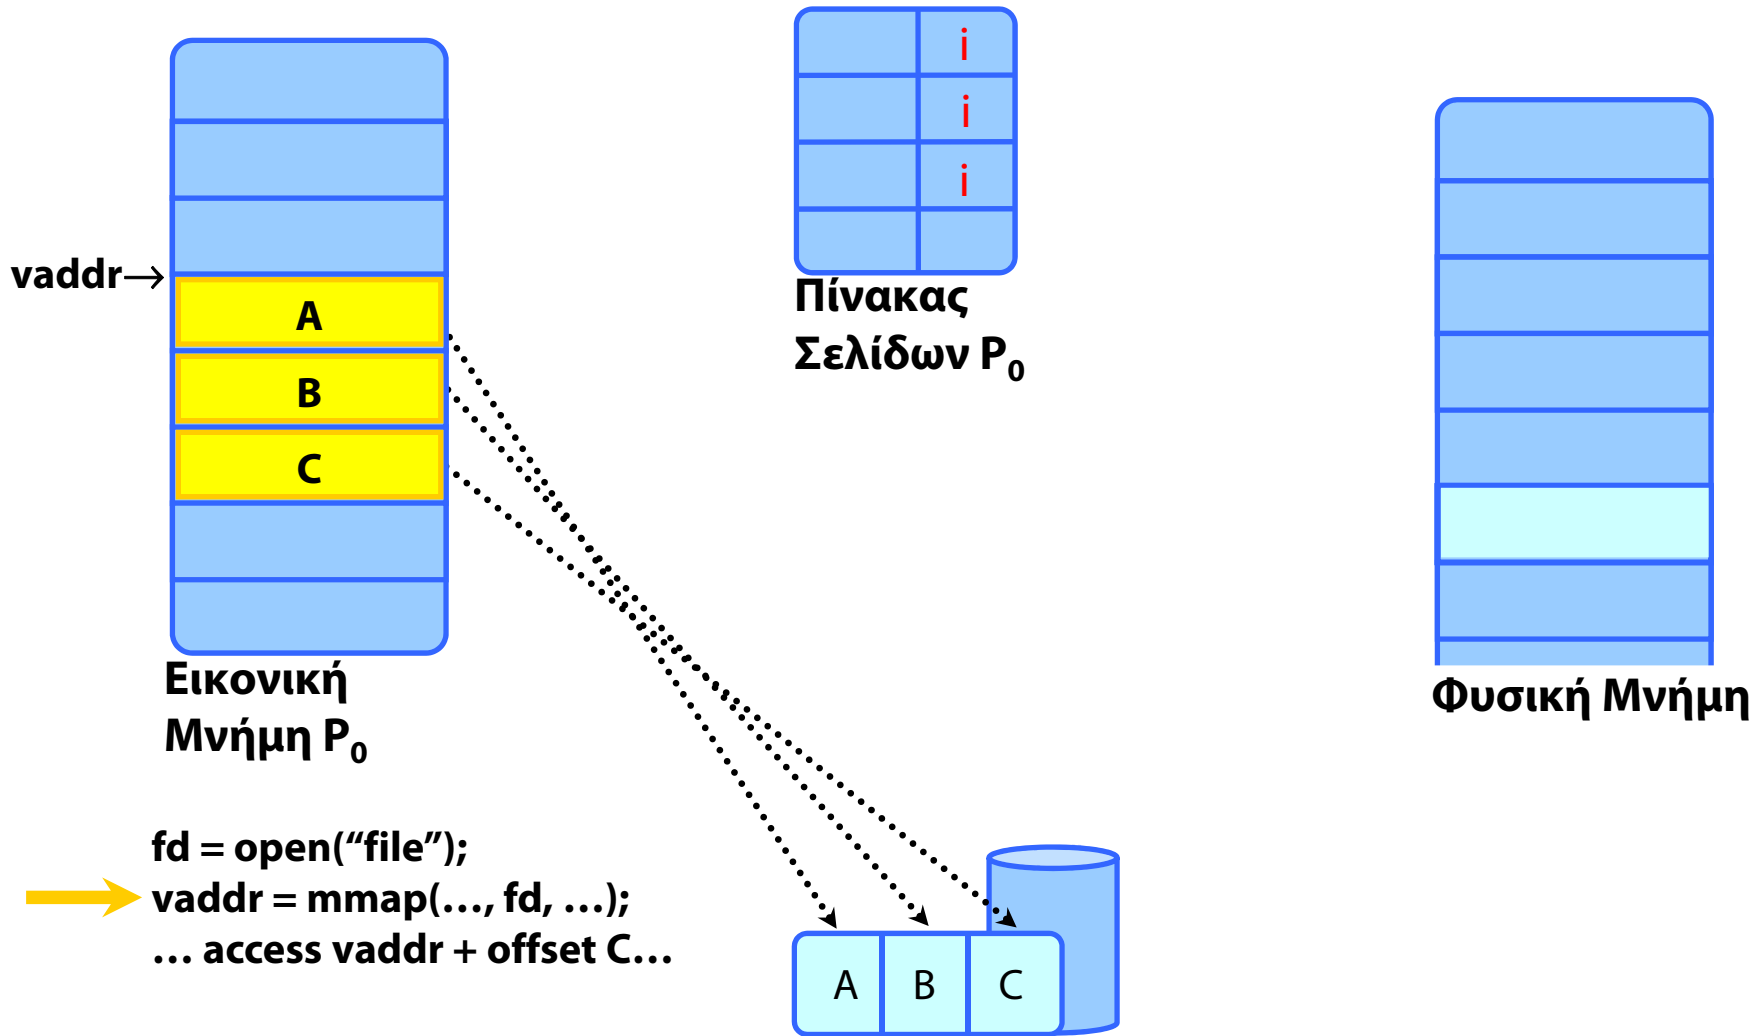 i
i
i
vaddr→
A
B
C
Πίνακας
Σελίδων P₀
Εικονική
Μνήμη P₀
Φυσική Μνήμη
fd = open(“file”);
vaddr = mmap(…, fd, …);
… access vaddr + offset C…
A B C